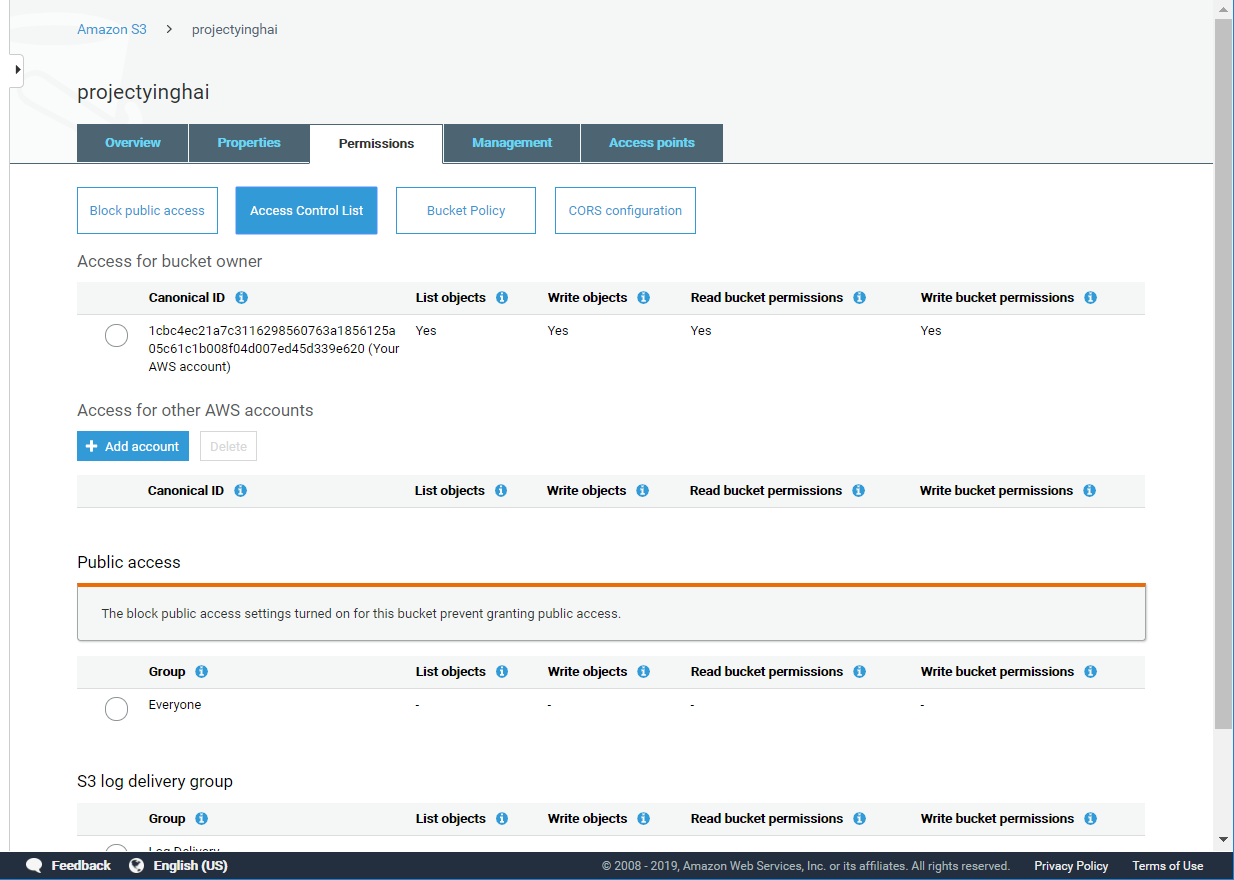 Amazon S3 > projectyinghai
projectyinghai
Overview Properties Permissions Management Access points
Block public access Access Control List Bucket Policy CORS configuration
Access for bucket owner
Canonical ID List objects Write objects Read bucket permissions Write bucket permissions
1cbc4ec21a7c3116298560763a1856125a Yes Yes Yes Yes
05c61c1b008f04d007ed45d339e620 (Your
AWS account)
Access for other AWS accounts
+ Add account Delete
Canonical ID List objects Write objects Read bucket permissions Write bucket permissions
Public access
The block public access settings turned on for this bucket prevent granting public access.
Group List objects Write objects Read bucket permissions Write bucket permissions
Everyone - - - -
S3 log delivery group
Group List objects Write objects Read bucket permissions Write bucket permissions
Log Delivery
Feedback English (US) © 2008 - 2019, Amazon Web Services, Inc. or its affiliates. All rights reserved. Privacy Policy Terms of Use